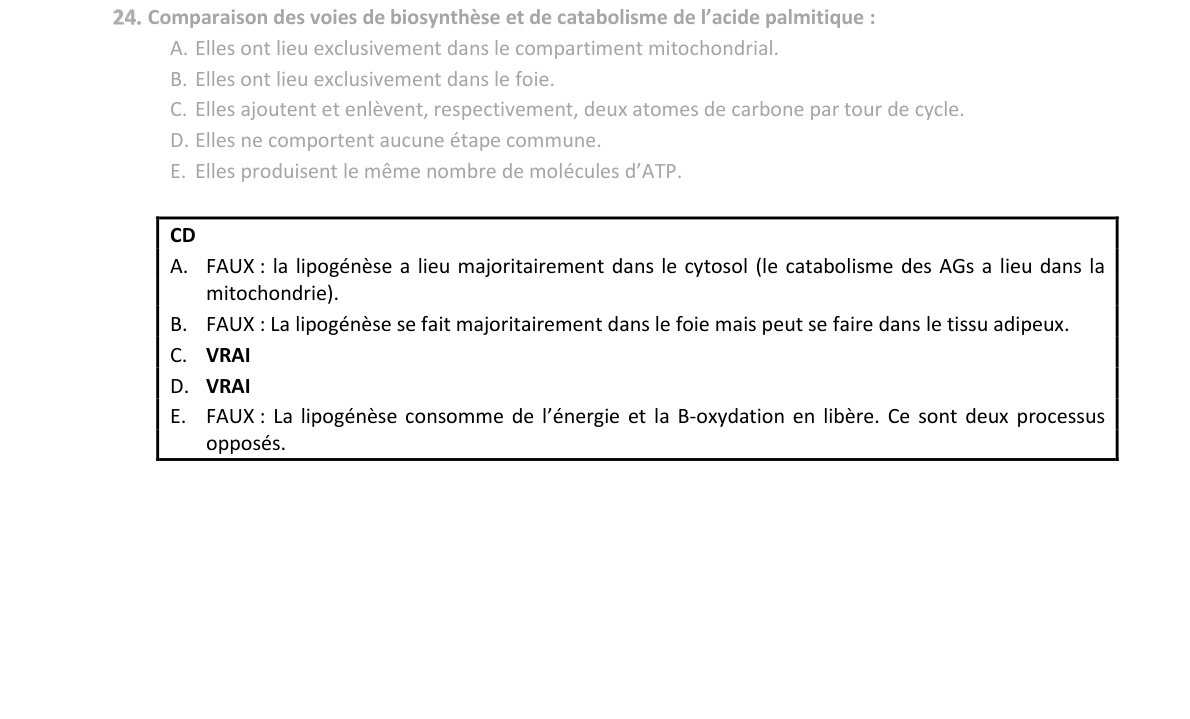 24. Comparaison des voies de biosynthèse et de catabolisme de l'acide palmitique :
A. Elles ont lieu exclusivement dans le compartiment mitochondrial.
B. Elles ont lieu exclusivement dans le foie.
C. Elles ajoutent et enlèvent, respectivement, deux atomes de carbone par tour de cycle.
D. Elles ne comportent aucune étape commune.
E. Elles produisent le même nombre de molécules d'ATP.
CD
A. FAUX : la lipogénèse a lieu majoritairement dans le cytosol (le catabolisme des AGs a lieu dans la
mitochondrie).
B. FAUX : La lipogénèse se fait majoritairement dans le foie mais peut se faire dans le tissu adipeux.
C. VRAI
D. VRAI
E. FAUX : La lipogénèse consomme de l'énergie et la B-oxydation en libère. Ce sont deux processus
opposés.